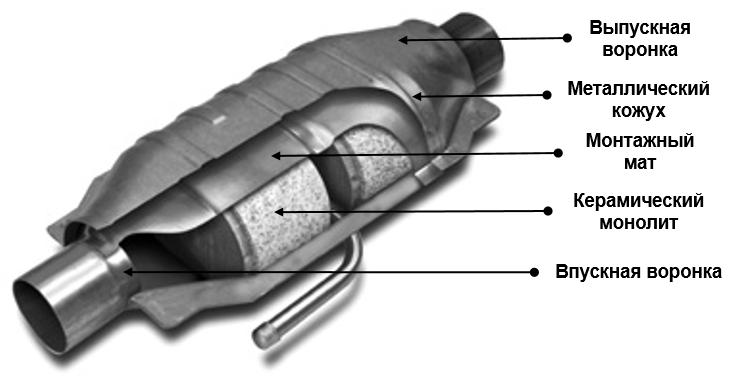 Выпускная
воронка
Металлический
кожух
Монтажный
мат
Керамический
монолит
Впускная воронка